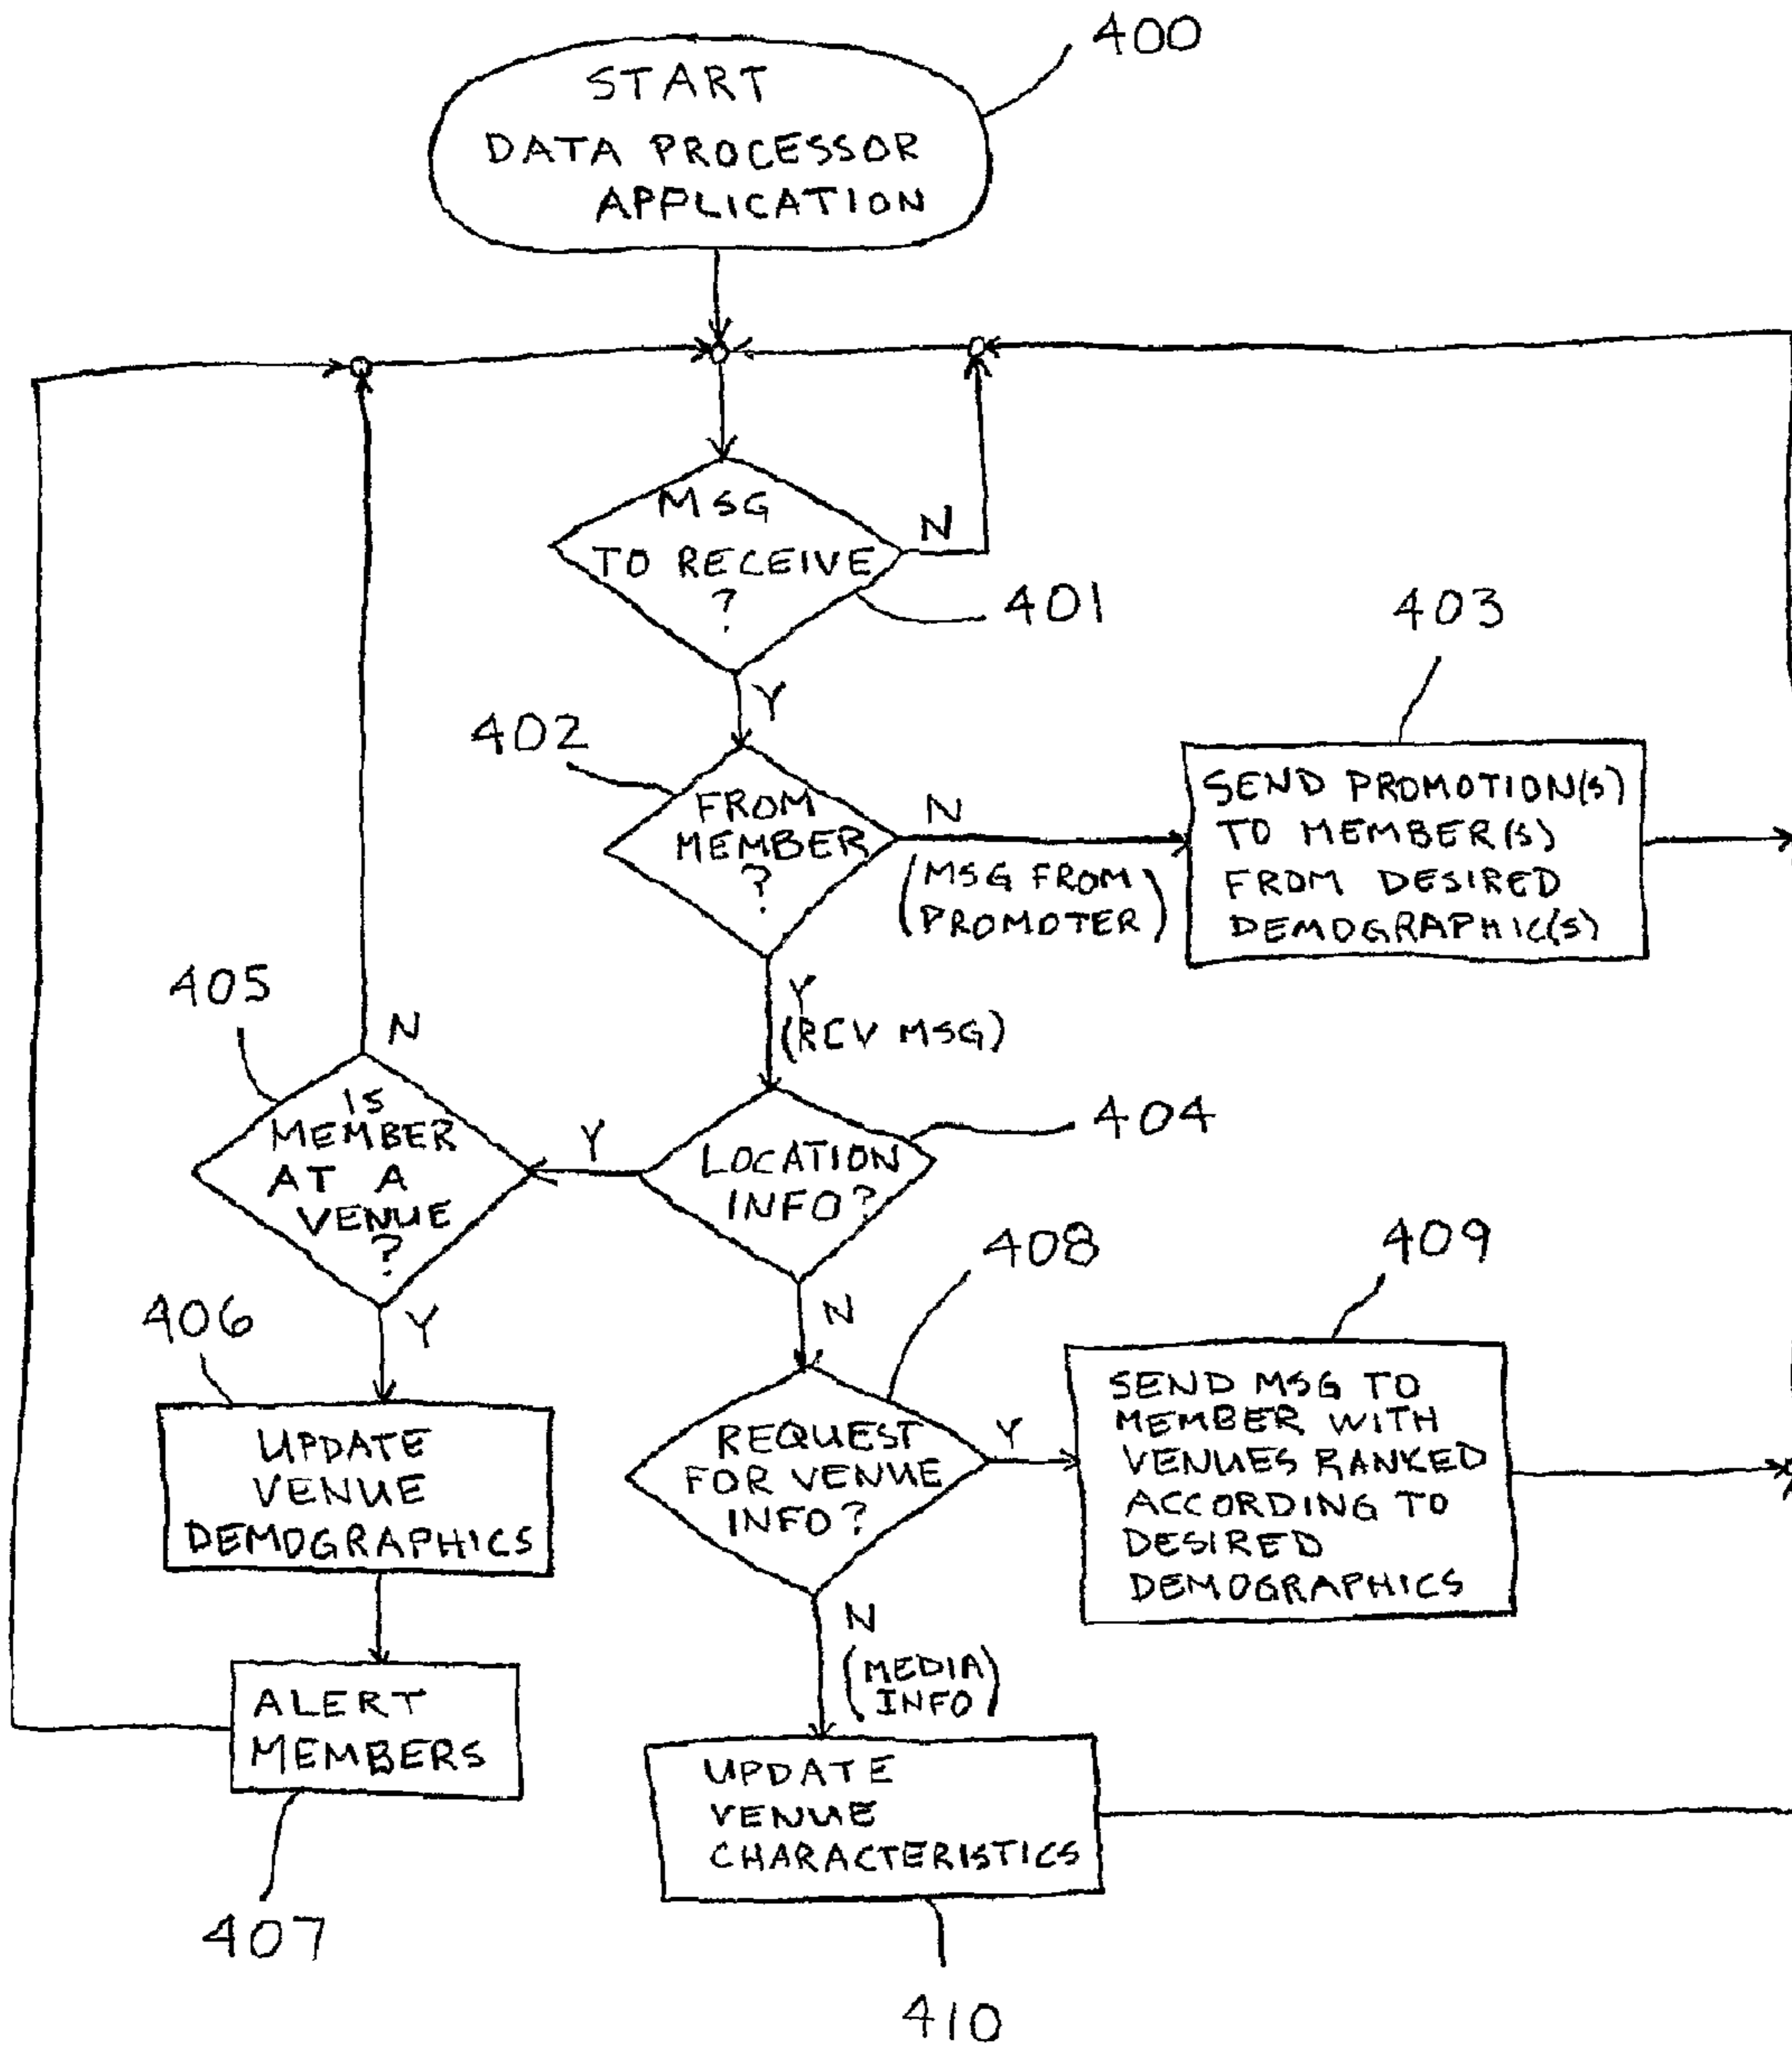 400
START
DATA PROCESSOR
APPLICATION
MSG
TO RECEIVE
?
N
401
Y
402
FROM
MEMBER
?
N
(MSG FROM
PROMOTER)
403
SEND PROMOTION(S)
TO MEMBER(S)
FROM DESIRED
DEMOGRAPHIC(S)
Y
(RCV MSG)
405
N
IS
MEMBER
AT A
VENUE
?
Y
404
LOCATION
INFO?
Y
N
406
UPDATE
VENUE
DEMOGRAPHICS
408
REQUEST
FOR VENUE
INFO?
Y
409
SEND MSG TO
MEMBER WITH
VENUES RANKED
ACCORDING TO
DESIRED
DEMOGRAPHICS
N
(MEDIA
INFO)
ALERT
MEMBERS
407
UPDATE
VENUE
CHARACTERISTICS
410